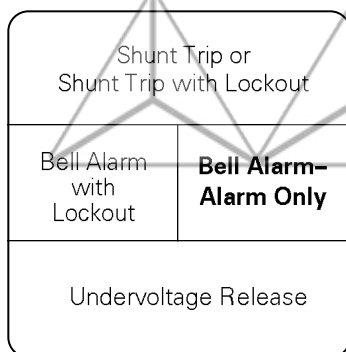 Shunt Trip or
Shunt Trip with Lockout
Bell Alarm
with
Lockout
Bell Alarm–
Alarm Only
Undervoltage Release